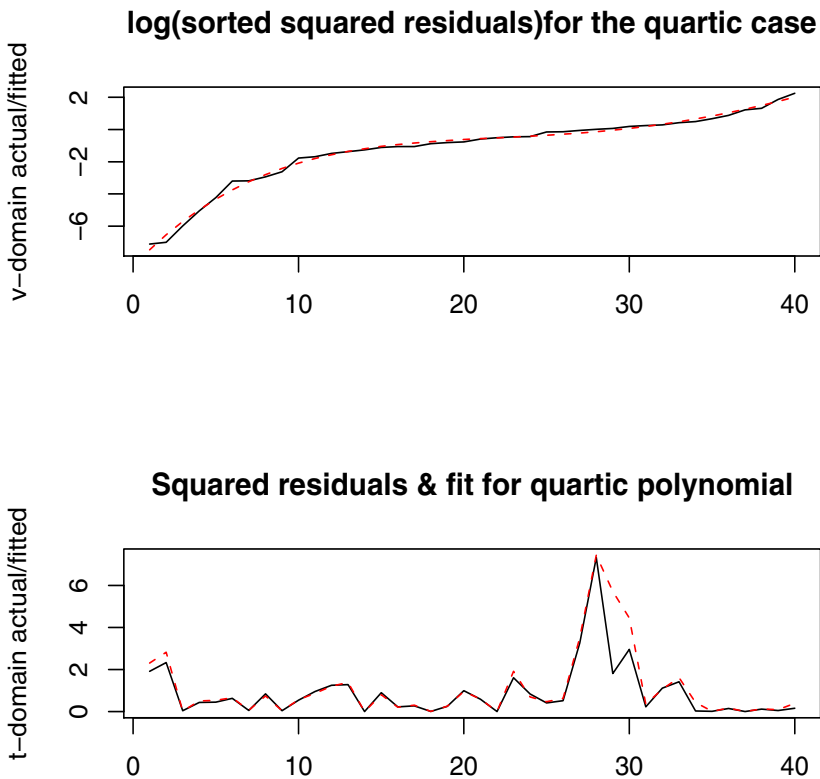 log(sorted squared residuals)for the quartic case
v−domain actual/fitted
2
−2
−6
0 10 20 30 40
Squared residuals & fit for quartic polynomial
t−domain actual/fitted
6
4
2
0
0 10 20 30 40